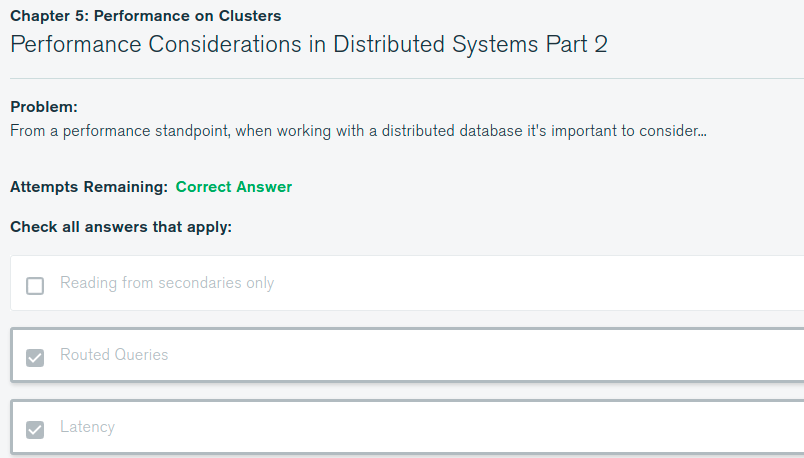 Chapter 5: Performance on Clusters
Performance Considerations in Distributed Systems Part 2
Problem:
From a performance standpoint, when working with a distributed database it's important to consider...
Attempts Remaining: Correct Answer
Check all answers that apply:
Reading from secondaries only
Routed Queries
Latency